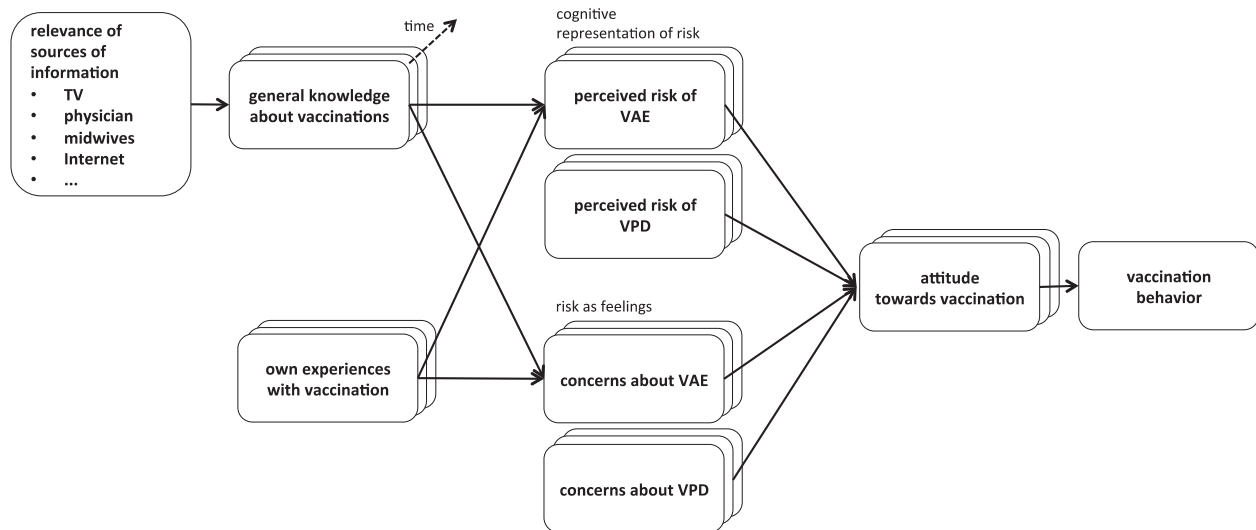 relevance of
sources of
information
• TV
• physician
• midwives
• Internet
• ...
time
general knowledge
about vaccinations
own experiences
with vaccination
cognitive
representation of risk
perceived risk of
VAE
perceived risk of
VPD
risk as feelings
concerns about VAE
concerns about VPD
attitude
towards vaccination
vaccination
behavior